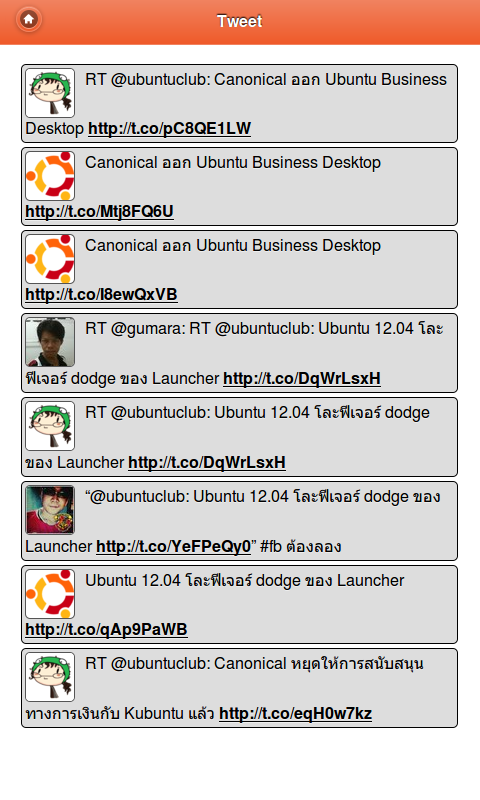 Tweet
RT @ubuntuclub: Canonical ออก Ubuntu Business
Desktop http://t.co/pC8QE1LW
Canonical ออก Ubuntu Business Desktop
http://t.co/Mtj8FQ6U
Canonical ออก Ubuntu Business Desktop
http://t.co/I8ewQxVB
RT @gumara: RT @ubuntuclub: Ubuntu 12.04 โละ
ฟีเจอร์ dodge ของ Launcher http://t.co/DqWrLsxH
RT @ubuntuclub: Ubuntu 12.04 โละฟีเจอร์ dodge
ของ Launcher http://t.co/DqWrLsxH
“@ubuntuclub: Ubuntu 12.04 โละฟีเจอร์ dodge ของ
Launcher http://t.co/YeFPeQy0” #fb ต้องลอง
Ubuntu 12.04 โละฟีเจอร์ dodge ของ Launcher
http://t.co/qAp9PaWB
RT @ubuntuclub: Canonical หยุดให้การสนับสนุน
ทางการเงินกับ Kubuntu แล้ว http://t.co/eqH0w7kz